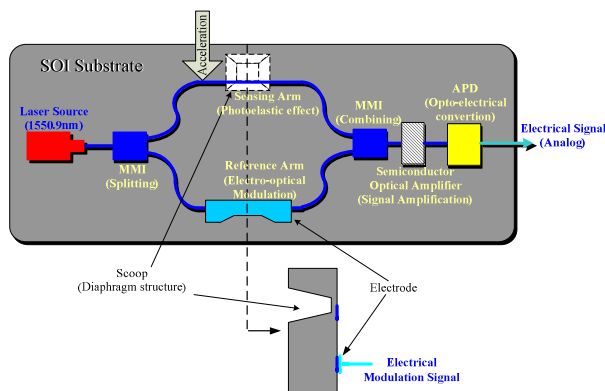 SOI Substrate
Acceleration
Sensing Arm
(Photoelastic effect)
Laser Source
(1550.9nm)
MMI
(Splitting)
MMI
(Combining)
APD
(Opto-electrical
convertion)
Electrical Signal
(Analog)
Reference Arm
(Electro-optical
Modulation)
Semiconductor
Optical Amplifier
(Signal Amplification)
Scoop
(Diaphragm structure)
Electrode
Electrical
Modulation Signal